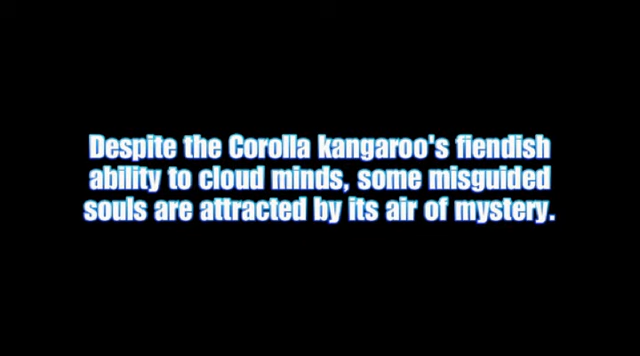 Despite the Corolla kangaroo's fiendish
ability to cloud minds, some misguided
souls are attracted by its air of mystery.